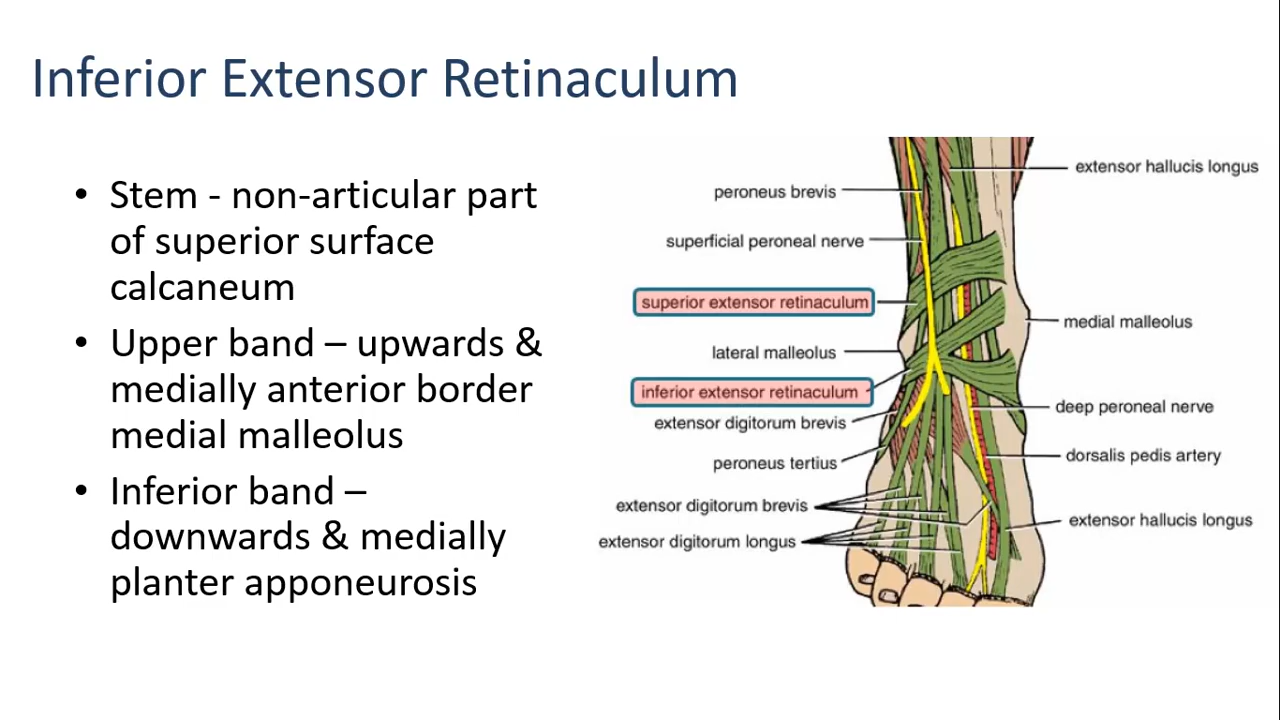 Inferior Extensor Retinaculum
• Stem - non-articular part
of superior surface
calcaneum
• Upper band – upwards &
medially anterior border
medial malleolus
• Inferior band –
downwards & medially
planter apponeurosis
extensor hallucis longus
peroneus brevis
superficial peroneal nerve
superior extensor retinaculum
medial malleolus
lateral malleolus
inferior extensor retinaculum
deep peroneal nerve
extensor digitorum brevis
dorsalis pedis artery
peroneus tertius
extensor digitorum brevis
extensor hallucis longus
extensor digitorum longus